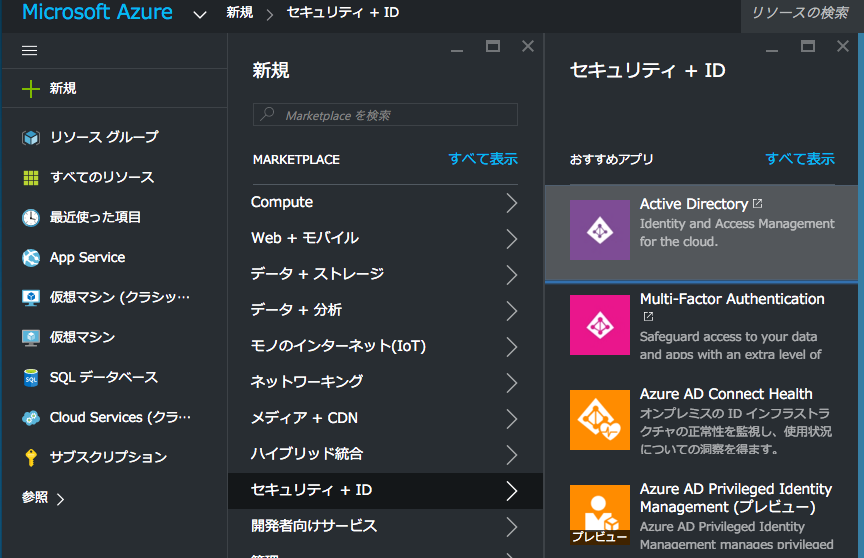 Microsoft Azure
新規
セキュリティ + ID
リソースの検索
新規
リソース グループ
すべてのリソース
最近使った項目
App Service
仮想マシン (クラシッ…
仮想マシン
SQL データベース
Cloud Services (クラ…
サブスクリプション
参照
新規
Marketplace を検索
MARKETPLACE
すべて表示
Compute
Web + モバイル
データ + ストレージ
データ + 分析
モノのインターネット(IoT)
ネットワーキング
メディア + CDN
ハイブリッド統合
セキュリティ + ID
開発者向けサービス
管理
セキュリティ + ID
おすすめアプリ
すべて表示
Active Directory
Identity and Access Management
for the cloud.
Multi-Factor Authentication
Safeguard access to your data
and apps with an extra level of
Azure AD Connect Health
オンプレミスの ID インフラストラ
クチャの正常性を監視し、使用状況
についての洞察を得ます。
Azure AD Privileged Identity
Management (プレビュー)
プレビュー
Azure AD Privileged Identity
Management manages privileged